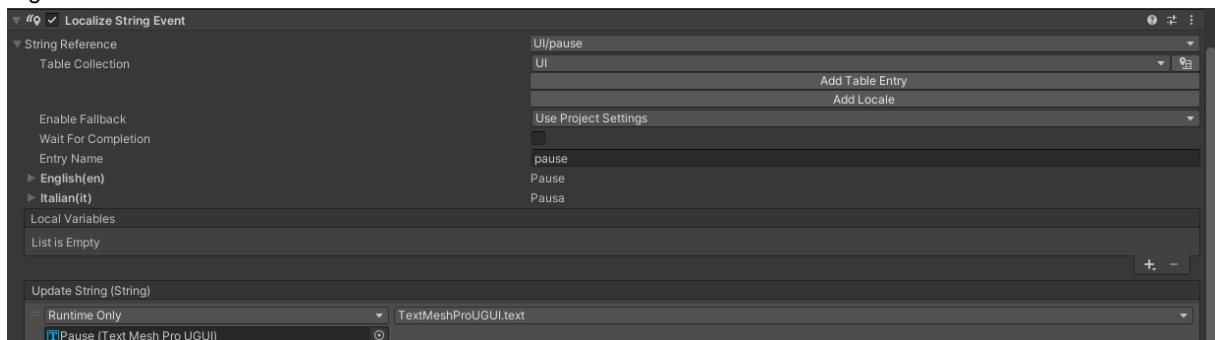 Localize String Event
String Reference UI/pause
Table Collection UI
Add Table Entry
Add Locale
Enable Fallback Use Project Settings
Wait For Completion
Entry Name pause
English(en) Pause
Italian(it) Pausa
Local Variables
List is Empty
Update String (String)
Runtime Only TextMeshProUGUI.text
Pause (Text Mesh Pro UGUI)